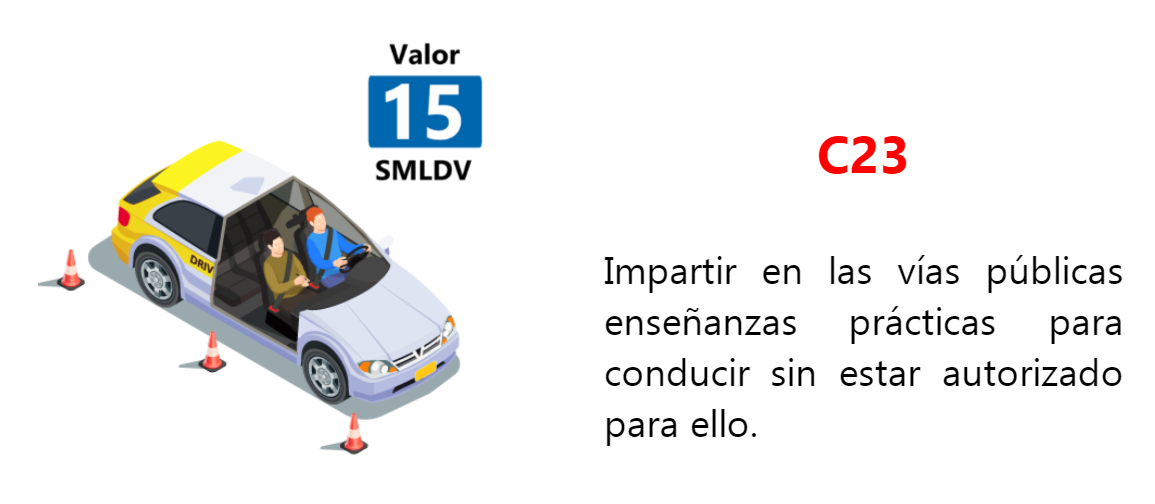 Valor
15
SMLDV
C23
DRIV
Impartir en las vías públicas
enseñanzas prácticas para
conducir sin estar autorizado
para ello.